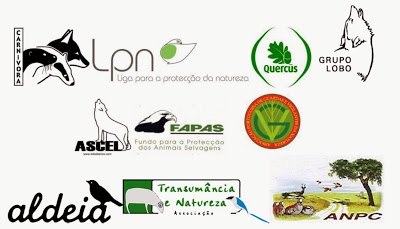 CARNIVORA
Lpn
Liga para a protecção da natureza
Quercus
GRUPO
LOBO
ASCEL
FAPAS
Fundo para a Protecção
dos Animais Selvagens
aldeia
Transumância
e Natureza
Associação
ANPC